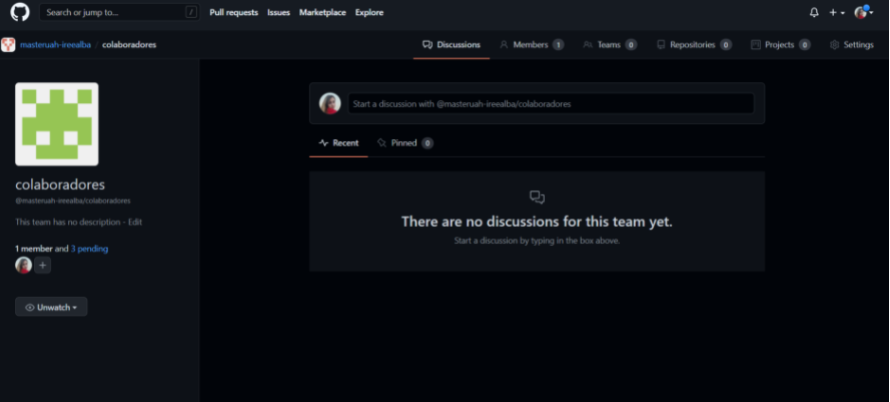 Search or jump to... /
Pull requests Issues Marketplace Explore
masteruah-ireealba / colaboradores
Discussions Members 1 Teams 0 Repositories 0 Projects 0 Settings
Start a discussion with @masteruah-ireealba/colaboradores
Recent Pinned 0
colaboradores
@masteruah-ireealba/colaboradores
This team has no description - Edit
1 member and 3 pending
+
Unwatch
There are no discussions for this team yet.
Start a discussion by typing in the box above.